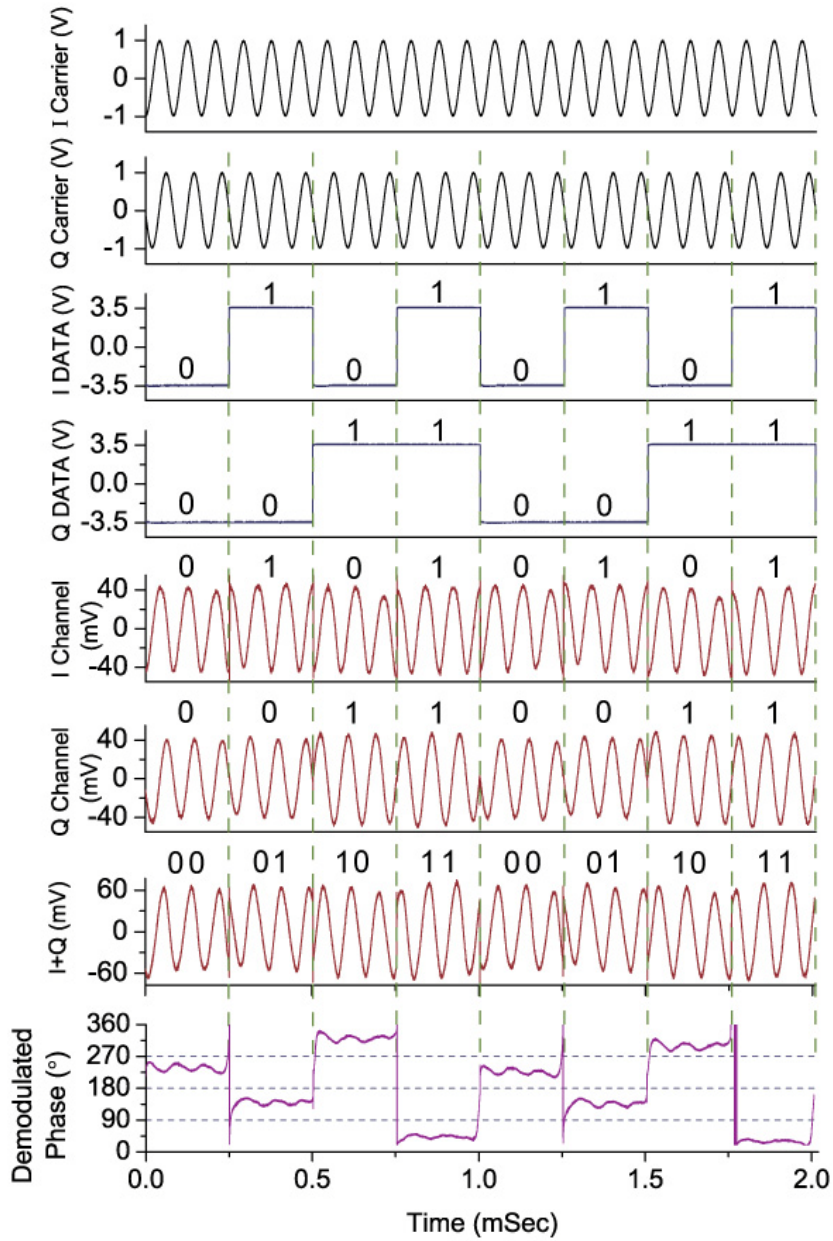 I Carrier (V)
1
0
-1
Q Carrier (V)
1
0
-1
I DATA (V)
3.5
0.0
-3.5
0 1 0 1 0 1 0 1
Q DATA (V)
3.5
0.0
-3.5
0 0 1 1 0 0 1 1
I Channel
(mV)
40
0
-40
0 1 0 1 0 1 0 1
Q Channel
(mV)
40
0
-40
0 0 1 1 0 0 1 1
I+Q (mV)
60
0
-60
00 01 10 11 00 01 10 11
Demodulated
Phase (°)
360
270
180
90
0
0.0 0.5 1.0 1.5 2.0
Time (mSec)